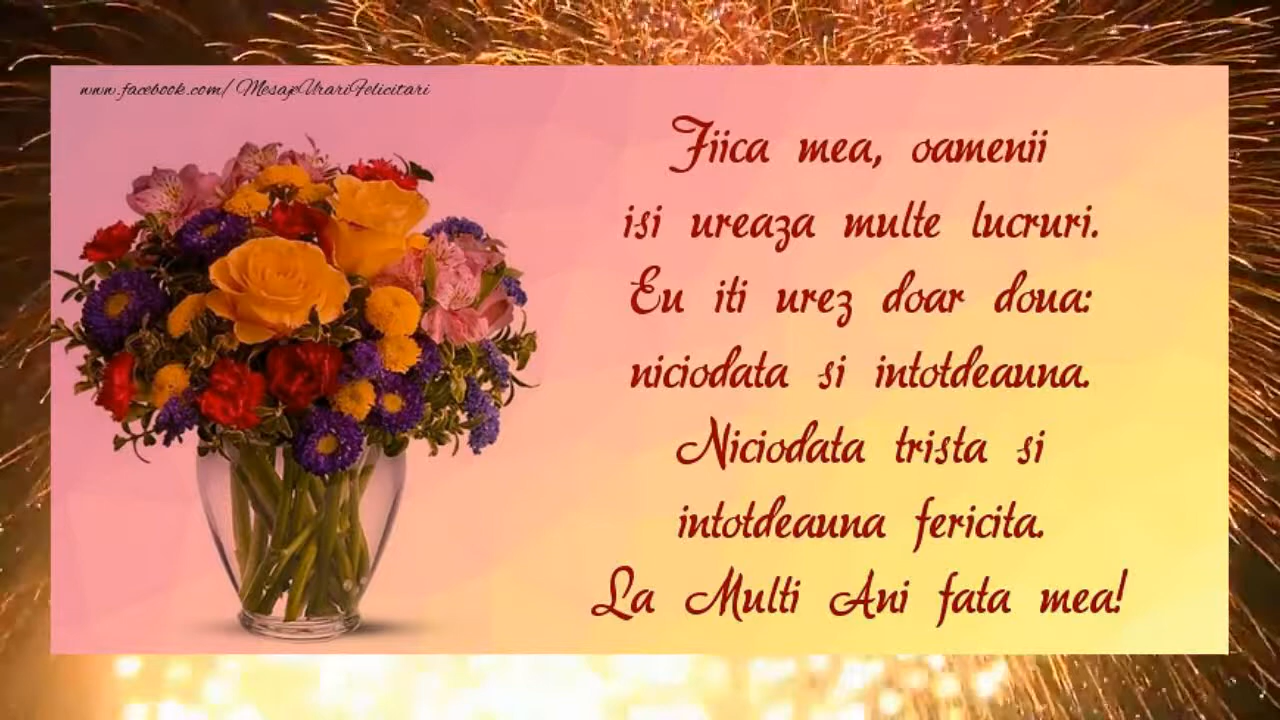 www.facebook.com/MesajeUrariFelicitari
Fiica mea, oamenii
isi ureaza multe lucruri.
Eu iti urez doar doua:
niciodata si intotdeauna.
Niciodata trista si
intotdeauna fericita.
La Multi Ani fata mea!